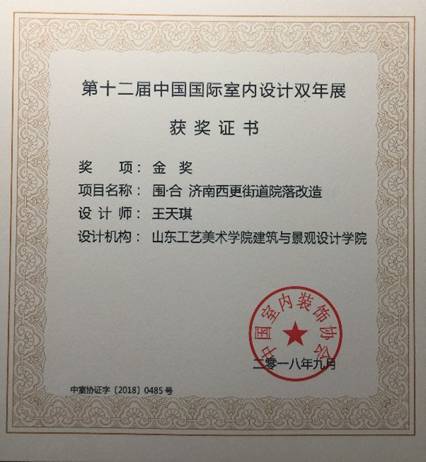 第十二届中国国际室内设计双年展
获奖证书
奖 项：金 奖
项目名称：围·合 济南西更街道院落改造
设 计 师：王天琪
设计机构：山东工艺美术学院建筑与景观设计学院
中国室内装饰协会
二零一八年九月
中室协证字〔2018〕0485号